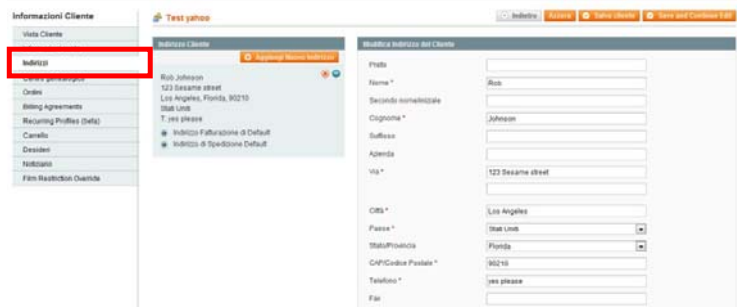 Informazioni Cliente
Vista Cliente
Indirizzi
Ordini
Billing Agreements
Recurring Profiles (beta)
Carrello
Desideri
Notiziario
Film Restriction Override
Test yahoo
Indietro
Azzera
Salva cliente
Save and Continue Edit
Indirizzo Cliente
Aggiungi Nuovo Indirizzo
Rob Johnson
123 Sesame street
Los Angeles, Florida, 90210
Stati Uniti
T: yes please
Indirizzo Fatturazione di Default
Indirizzo di Spedizione Default
Modifica Indirizzo del Cliente
Prefix
Nome * Rob
Secondo nome/iniziale
Cognome * Johnson
Suffisso
Azienda
Via * 123 Sesame street
Città * Los Angeles
Paese * Stati Uniti
Stato/Provincia Florida
CAP/Codice Postale * 90210
Telefono * yes please
Fax